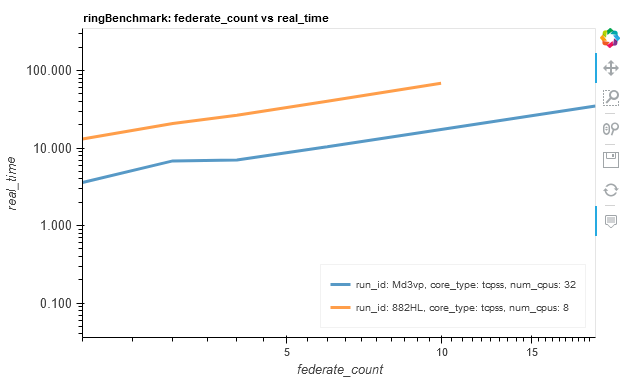 ringBenchmark: federate_count vs real_time
100.000
10.000
1.000
0.100
real_time
run_id: Md3vp, core_type: tcpss, num_cpus: 32
run_id: 882HL, core_type: tcpss, num_cpus: 8
5
10
15
federate_count